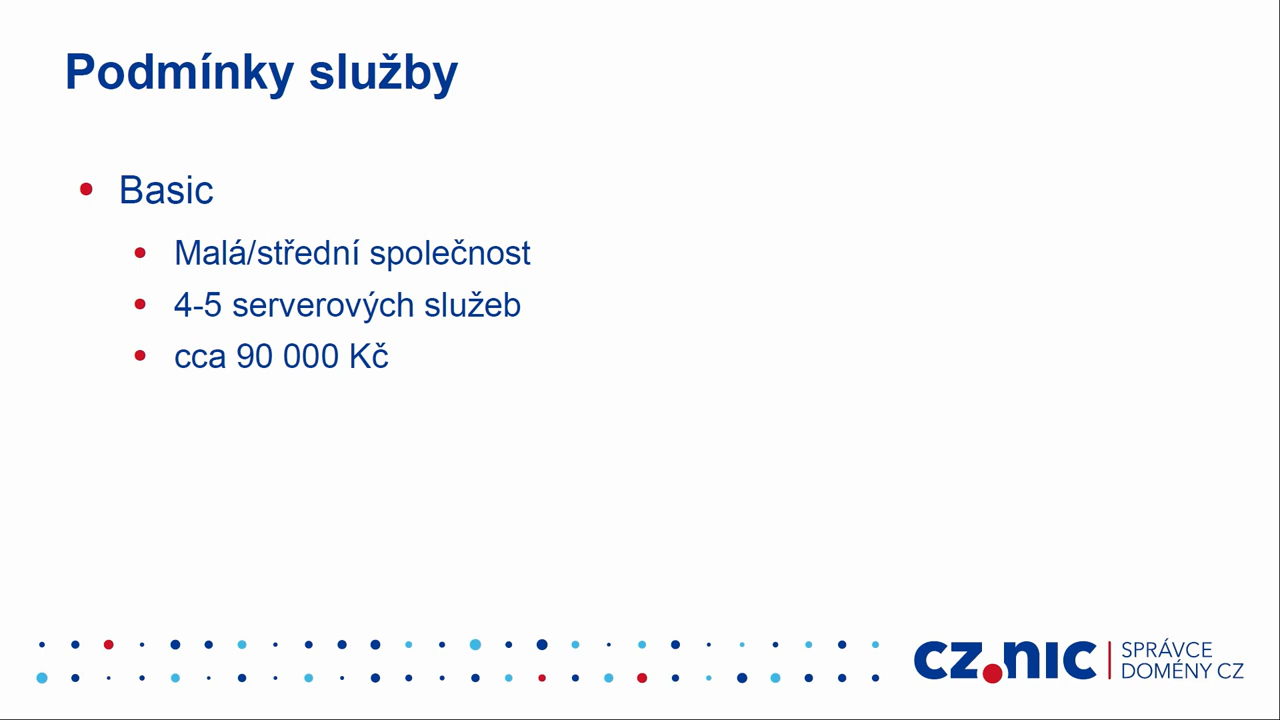 Podmínky služby
Basic
Malá/střední společnost
4-5 serverových služeb
cca 90 000 Kč
CZ.NIC
SPRÁVCE
DOMÉNY CZ